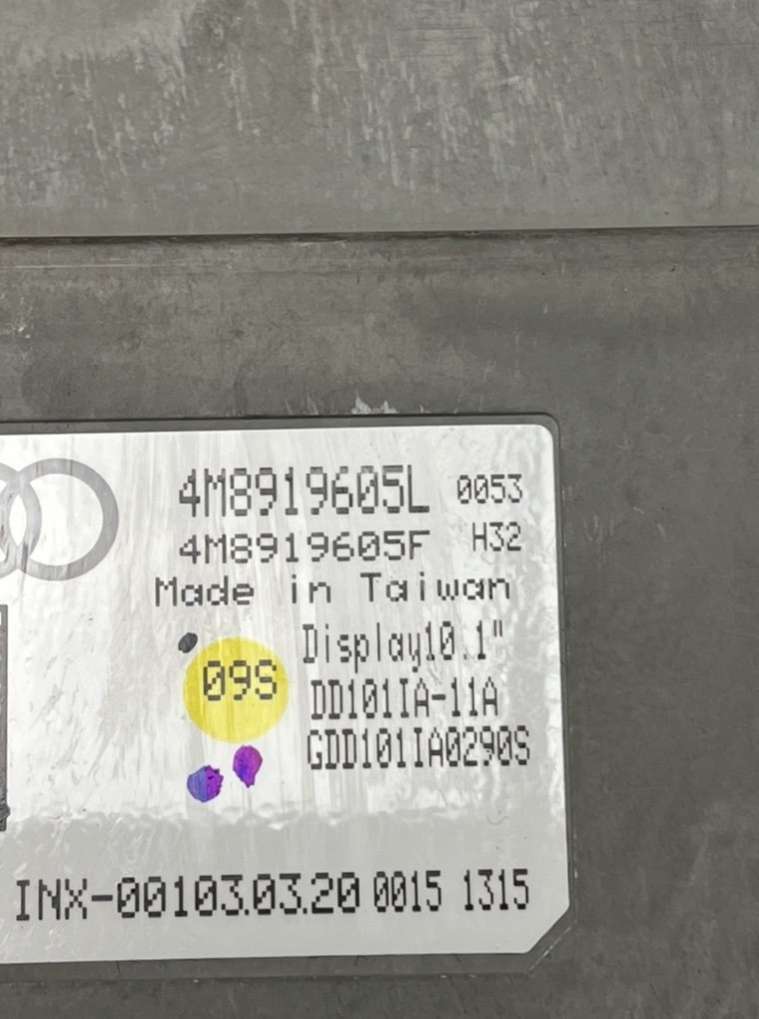 4M8919605L 0053
4M8919605F H32
Made in Taiwan
Display10.1"
09S
DD101IA-11A
GDD101IA0290S
INX-00103.03.20 0015 1315